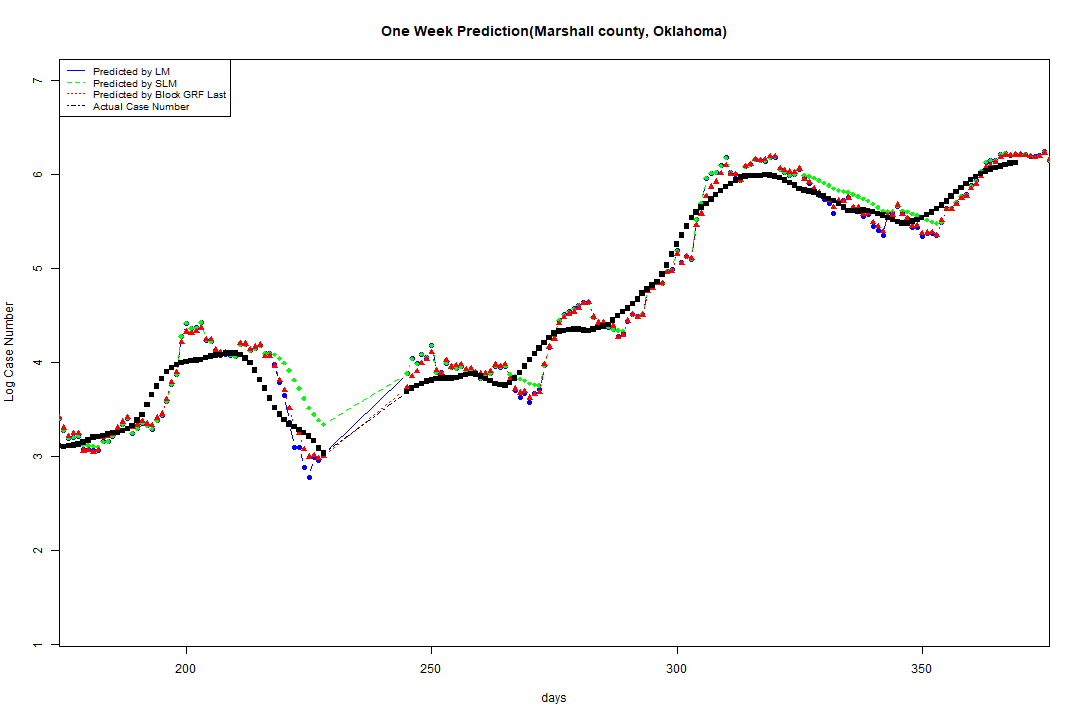 One Week Prediction(Marshall county, Oklahoma)
Predicted by LM
Predicted by SLM
Predicted by Block GRF Last
Actual Case Number
7
6
5
4
3
2
1
Log Case Number
200 250 300 350
days